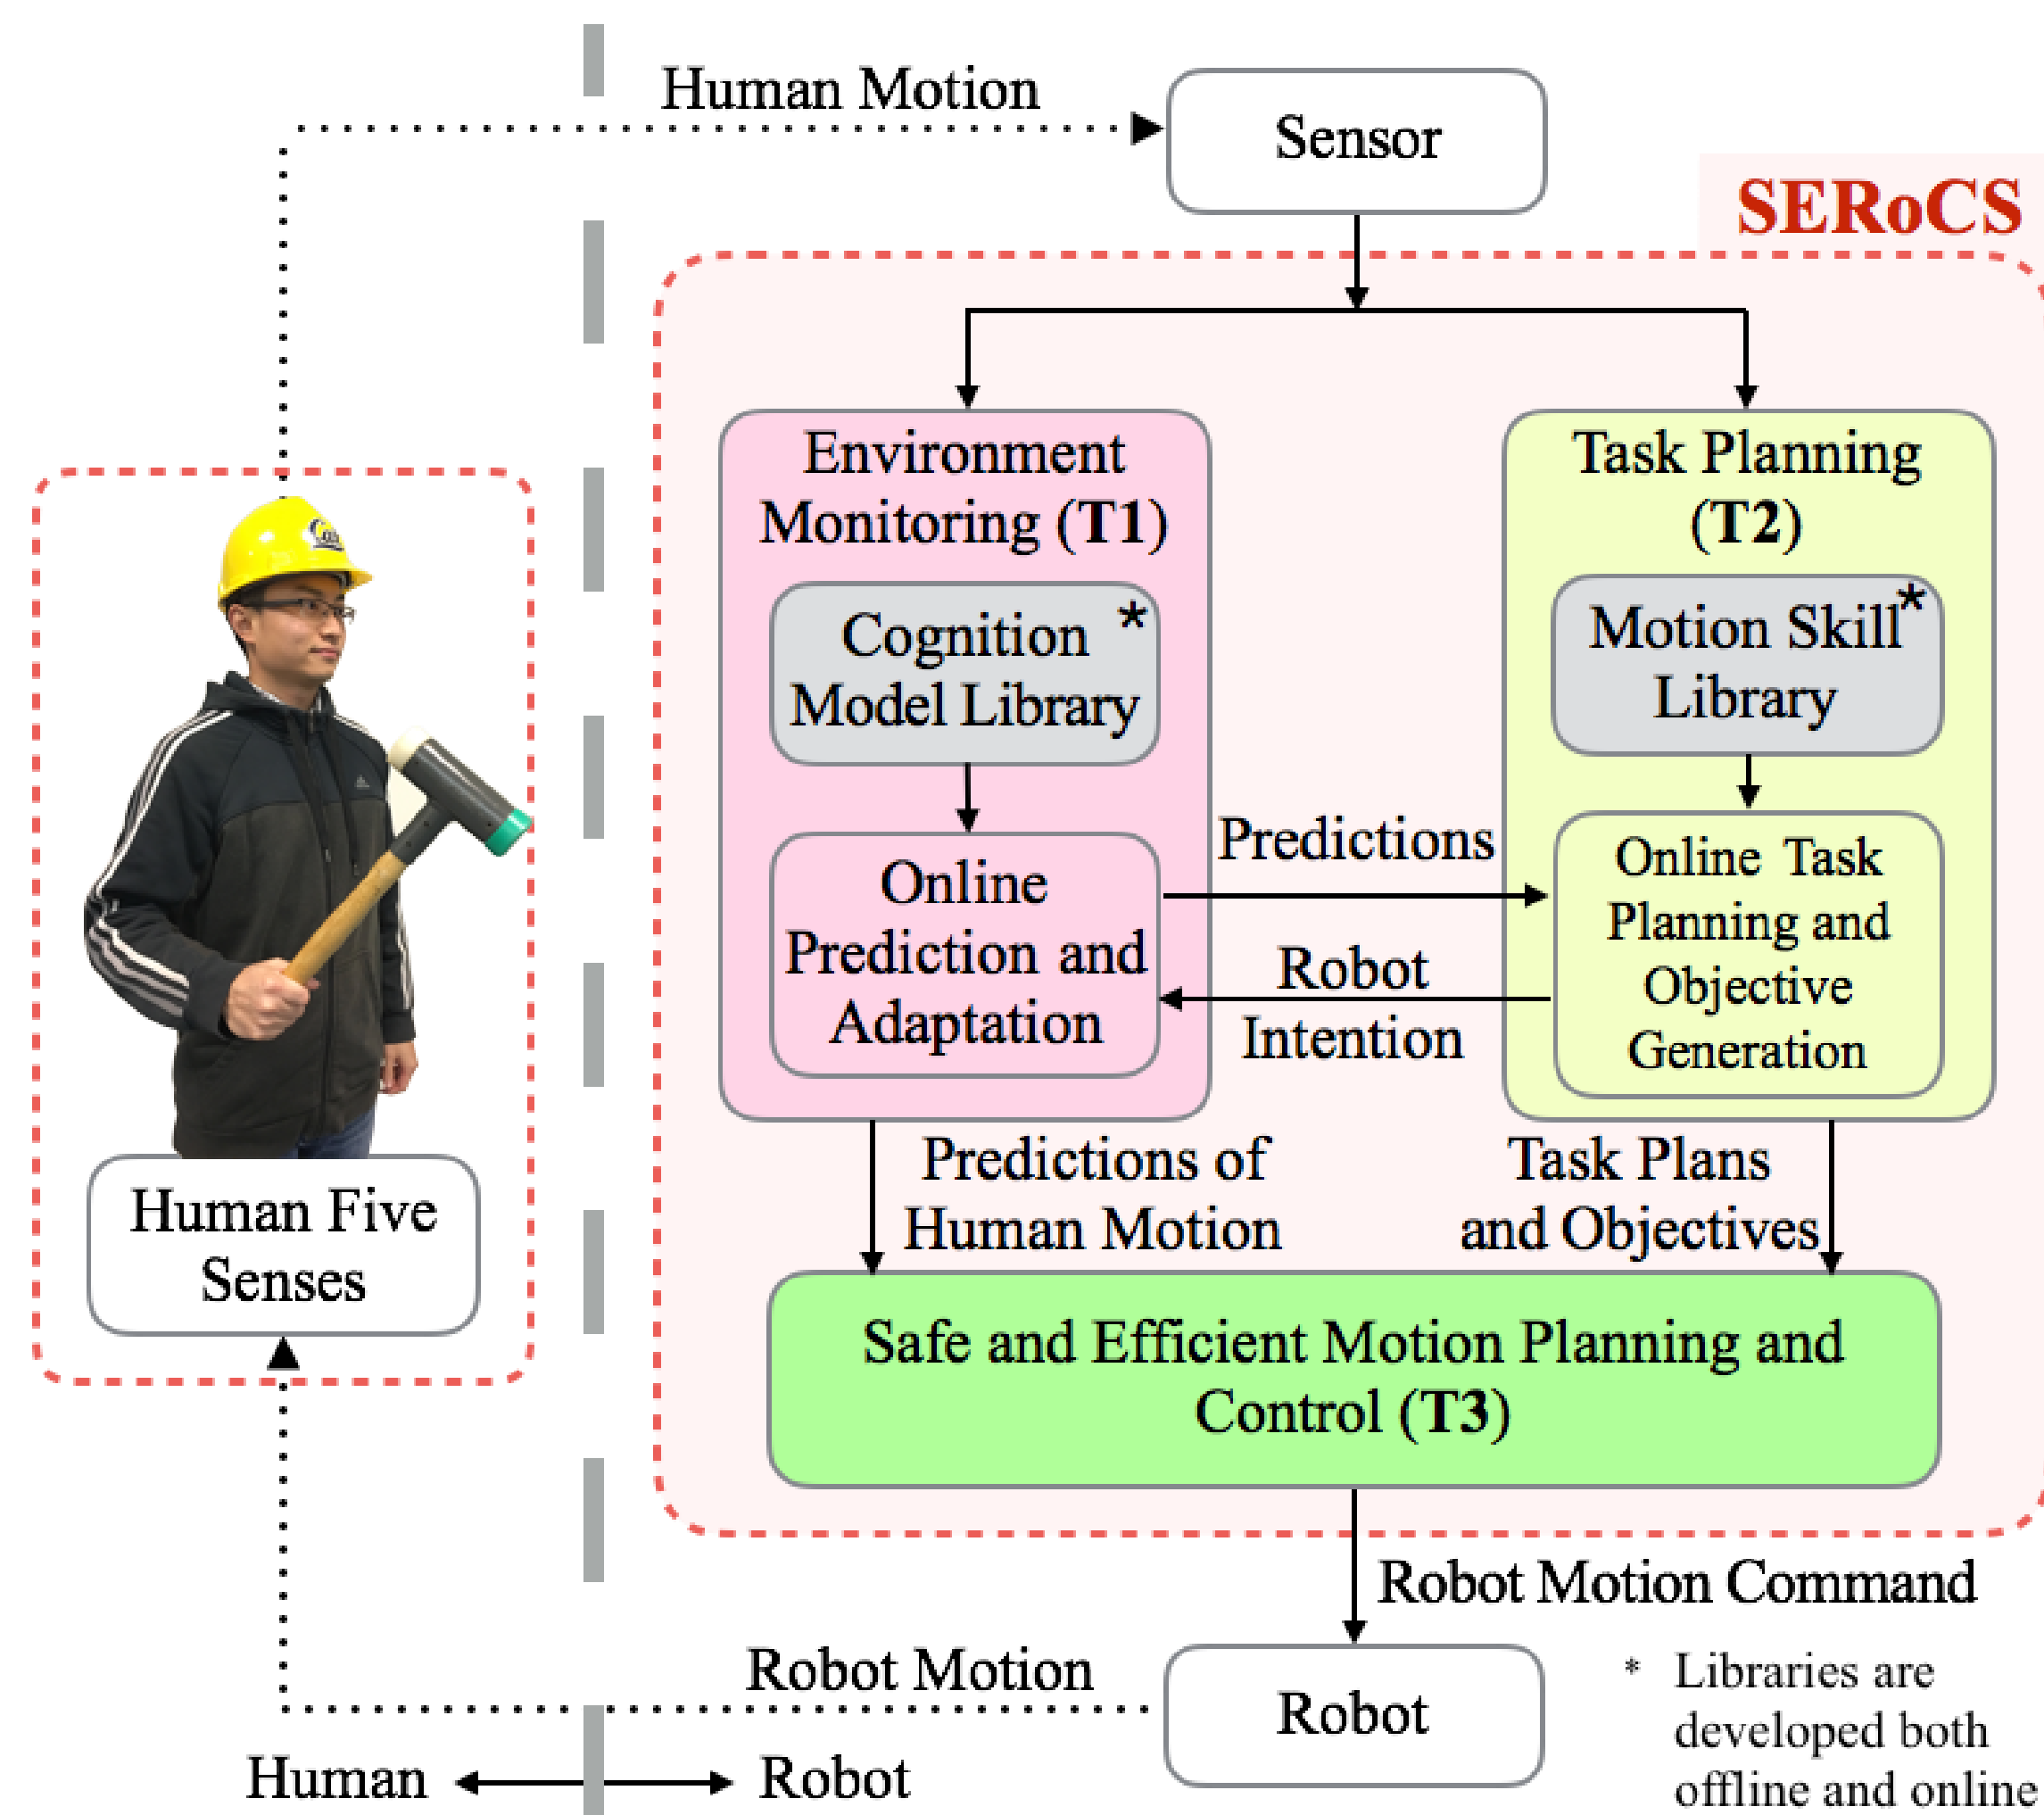 Human Motion
Sensor
SERoCS
Environment
Monitoring (T1)
Cognition *
Model Library
Online
Prediction and
Adaptation
Predictions
Robot
Intention
Task Planning
(T2)
Motion Skill*
Library
Online Task
Planning and
Objective
Generation
Predictions of
Human Motion
Task Plans
and Objectives
Safe and Efficient Motion Planning and
Control (T3)
Human Five
Senses
Robot Motion Command
Robot Motion
Robot
* Libraries are
developed both
offline and online
Human
Robot